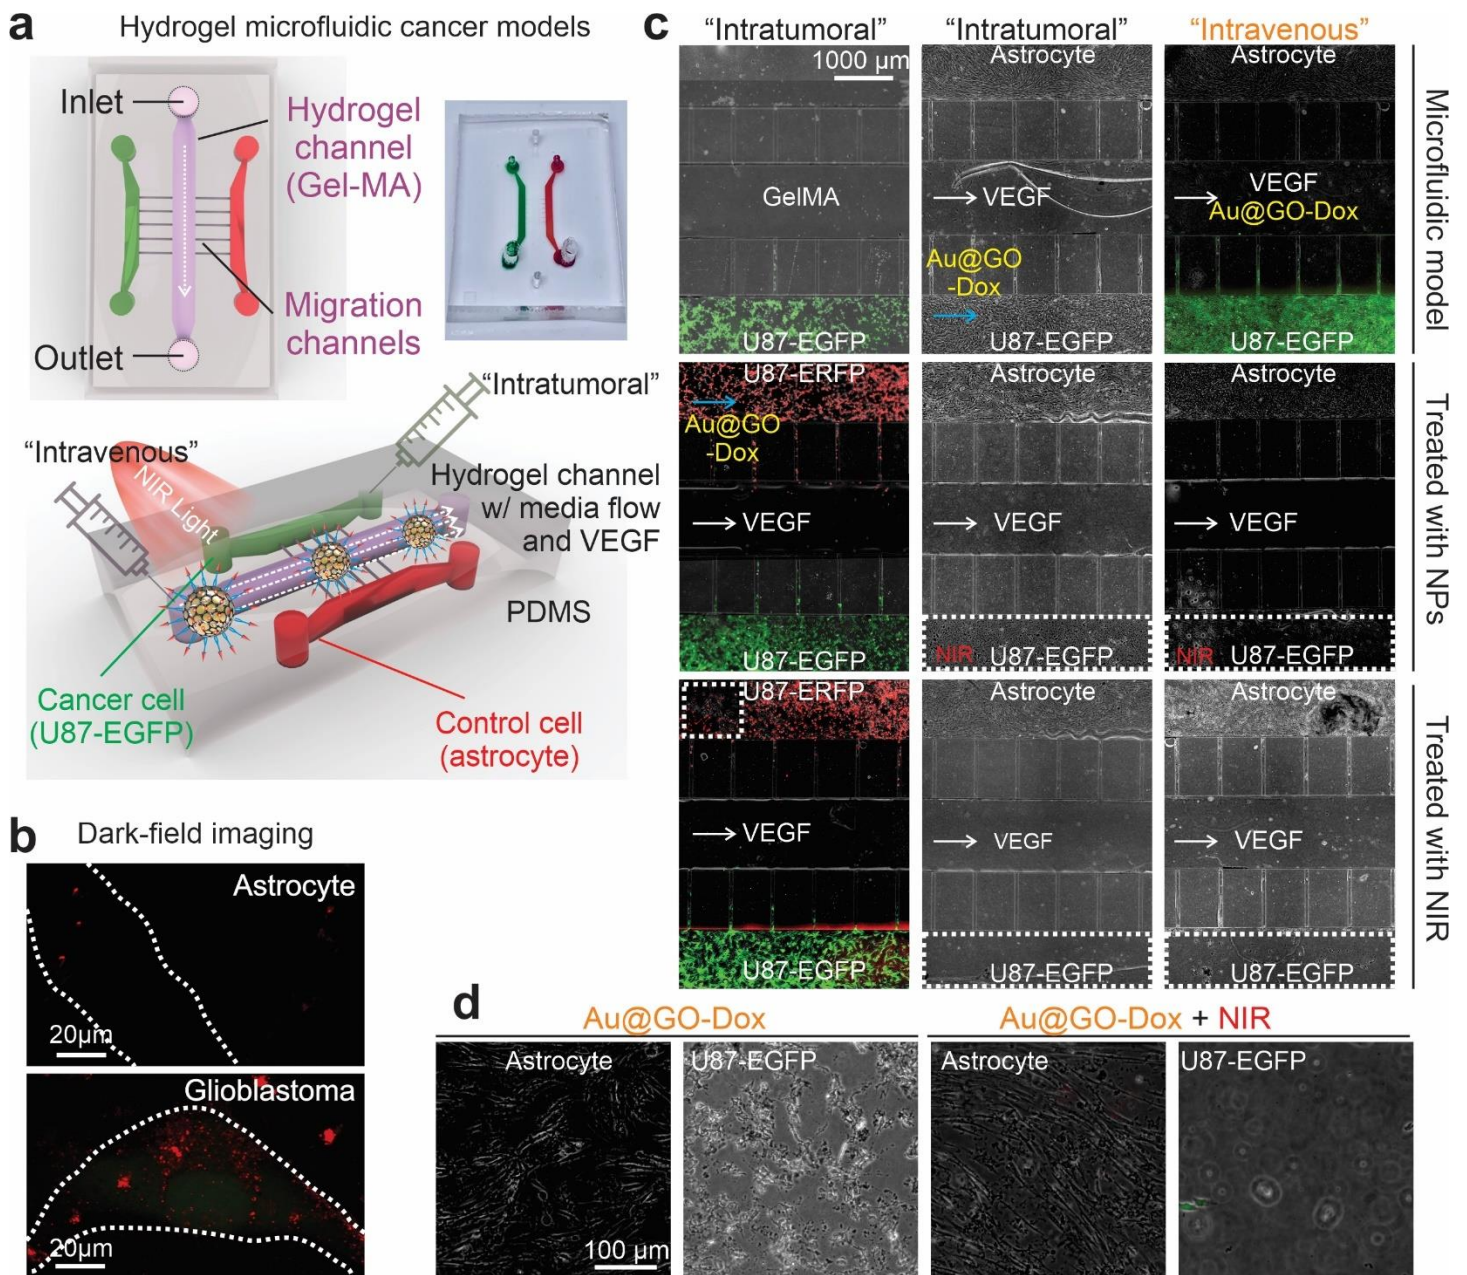 a
Hydrogel microfluidic cancer models
Inlet
Hydrogel
channel
(Gel-MA)
Migration
channels
Outlet
"Intratumoral"
"Intravenous"
NIR Light
Hydrogel channel
w/ media flow
and VEGF
PDMS
Cancer cell
(U87-EGFP)
Control cell
(astrocyte)
b
Dark-field imaging
Astrocyte
20µm
Glioblastoma
20µm
c
"Intratumoral"
"Intratumoral"
"Intravenous"
1000 µm
GelMA
U87-EGFP
Astrocyte
VEGF
Au@GO
-Dox
U87-EGFP
Astrocyte
VEGF
Au@GO-Dox
U87-EGFP
Microfluidic model
U87-ERFP
Au@GO
-Dox
VEGF
U87-EGFP
Astrocyte
VEGF
NIR
U87-EGFP
Astrocyte
VEGF
NIR
U87-EGFP
Treated with NPs
U87-ERFP
VEGF
U87-EGFP
Astrocyte
VEGF
U87-EGFP
Astrocyte
VEGF
U87-EGFP
Treated with NIR
d
Au@GO-Dox
Au@GO-Dox + NIR
Astrocyte
100 µm
U87-EGFP
Astrocyte
U87-EGFP